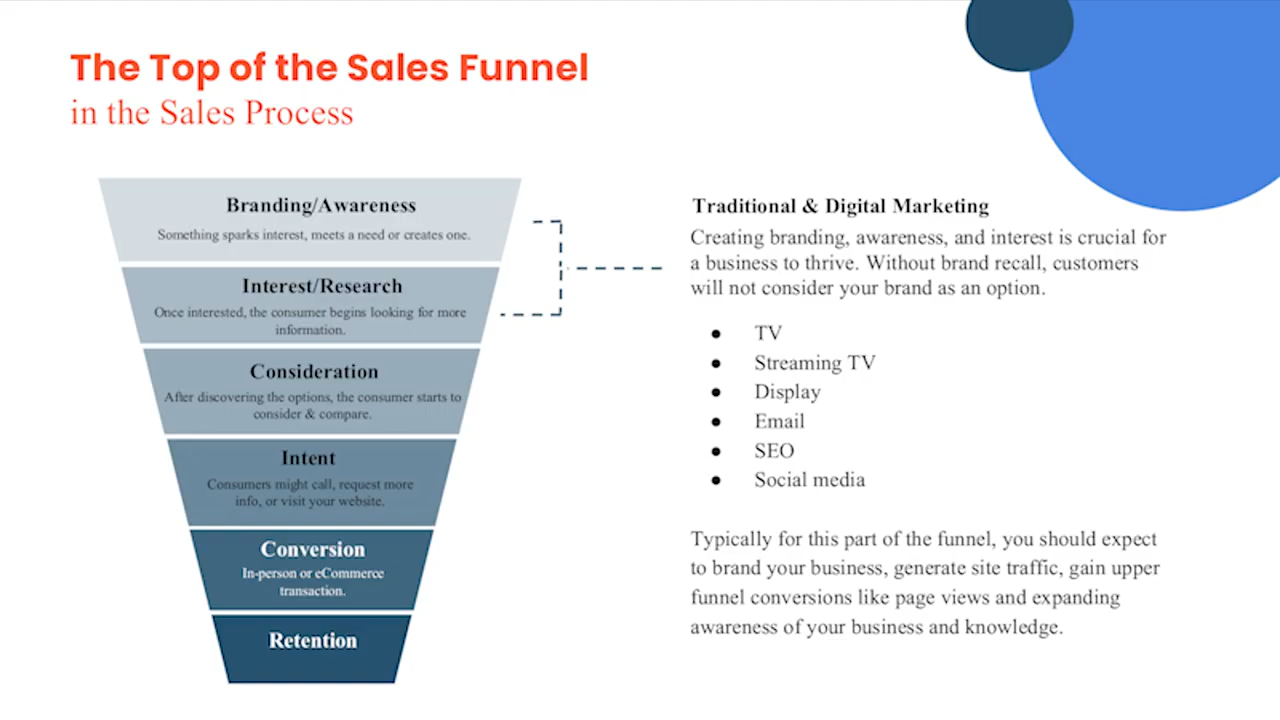 The Top of the Sales Funnel
in the Sales Process
Branding/Awareness
Something sparks interest, meets a need or creates one.
Interest/Research
Once interested, the consumer begins looking for more
information.
Consideration
After discovering the options, the consumer starts to
consider & compare.
Intent
Consumers might call, request more
info, or visit your website.
Conversion
In-person or eCommerce
transaction.
Retention
Traditional & Digital Marketing
Creating branding, awareness, and interest is crucial for
a business to thrive. Without brand recall, customers
will not consider your brand as an option.
● TV
● Streaming TV
● Display
● Email
● SEO
● Social media
Typically for this part of the funnel, you should expect
to brand your business, generate site traffic, gain upper
funnel conversions like page views and expanding
awareness of your business and knowledge.